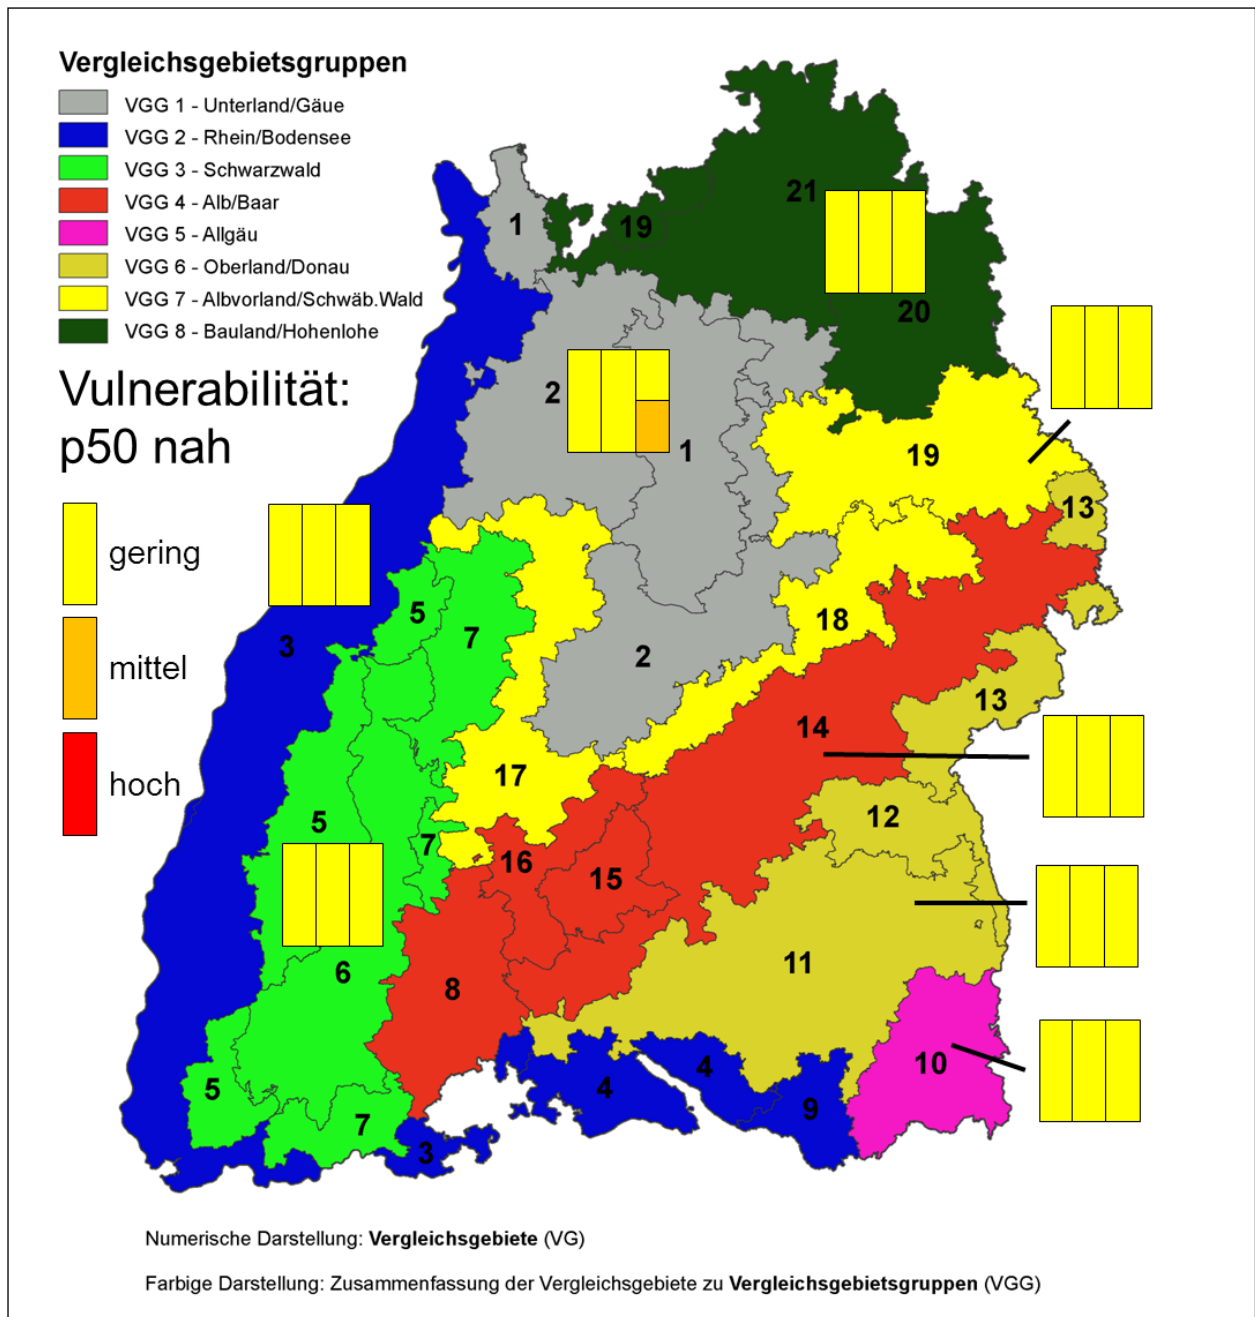 Vergleichsgebietsgruppen
VGG 1 - Unterland/Gäue
VGG 2 - Rhein/Bodensee
VGG 3 - Schwarzwald
VGG 4 - Alb/Baar
VGG 5 - Allgäu
VGG 6 - Oberland/Donau
VGG 7 - Albvorland/Schwäb.Wald
VGG 8 - Bauland/Hohenlohe
Vulnerabilität:
p50 nah
gering
mittel
hoch
21
1
19
20
2
1
19
13
3
5
7
18
2
13
14
17
5
12
7
16
15
11
6
8
10
4
4
5
9
7
3
Numerische Darstellung: Vergleichsgebiete (VG)
Farbige Darstellung: Zusammenfassung der Vergleichsgebiete zu Vergleichsgebietsgruppen (VGG)